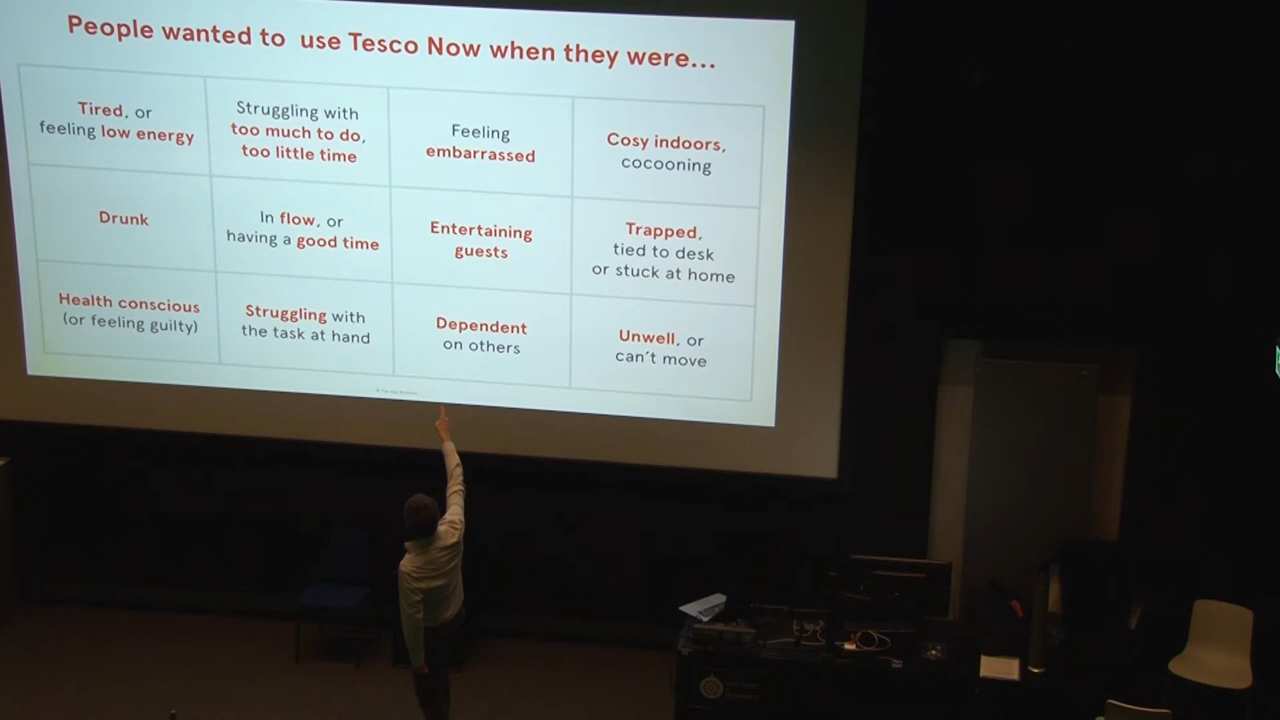 People wanted to use Tesco Now when they were...
Tired, or
feeling low energy
Struggling with
too much to do,
too little time
Feeling
embarrassed
Cosy indoors,
cocooning
Drunk
In flow, or
having a good time
Entertaining
guests
Trapped,
tied to desk
or stuck at home
Health conscious
(or feeling guilty)
Struggling with
the task at hand
Dependent
on others
Unwell, or
can't move